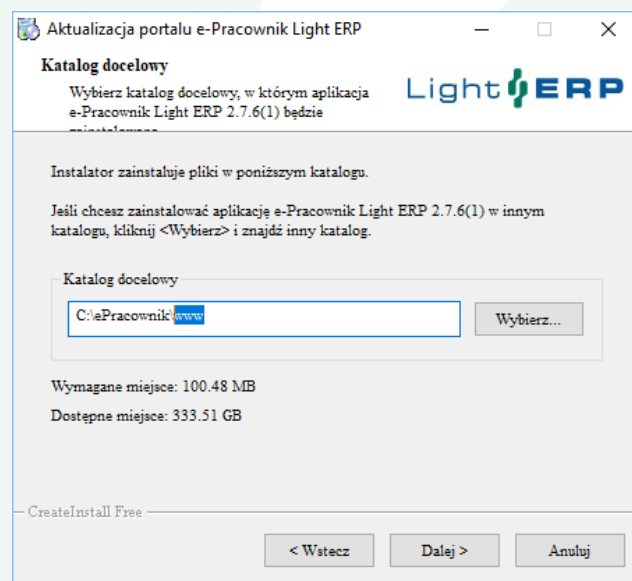 Aktualizacja portalu e-Pracownik Light ERP
Katalog docelowy
Wybierz katalog docelowy, w którym aplikacja
e-Pracownik Light ERP 2.7.6(1) będzie
Light ERP
Instalator zainstaluje pliki w poniższym katalogu.
Jeśli chcesz zainstalować aplikację e-Pracownik Light ERP 2.7.6(1) w innym
katalogu, kliknij <Wybierz> i znajdź inny katalog.
Katalog docelowy
C:\ePracownik\www
Wybierz...
Wymagane miejsce: 100.48 MB
Dostępne miejsce: 333.51 GB
CreateInstall Free
< Wstecz
Dalej >
Anuluj